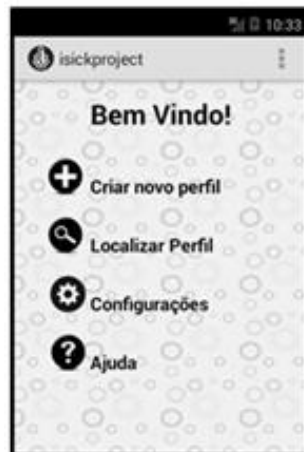 10:33
isickproject
Bem Vindo!
Criar novo perfil
Localizar Perfil
Configurações
Ajuda